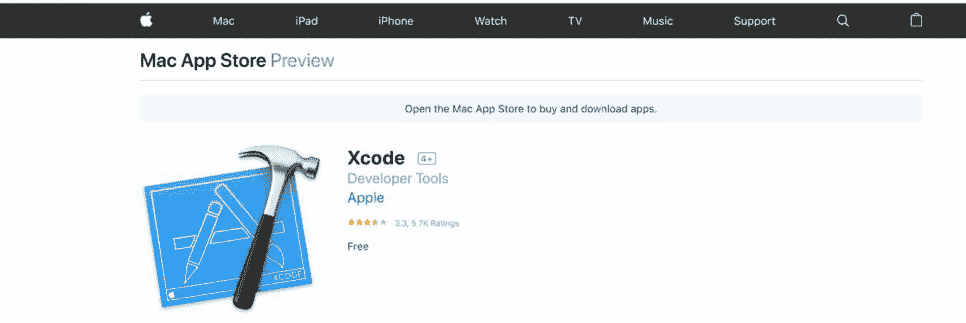 Mac iPad iPhone Watch TV Music Support
Mac App Store Preview
Open the Mac App Store to buy and download apps.
Xcode 4+
Developer Tools
Apple
3.3, 5.7K Ratings
Free
XCODE